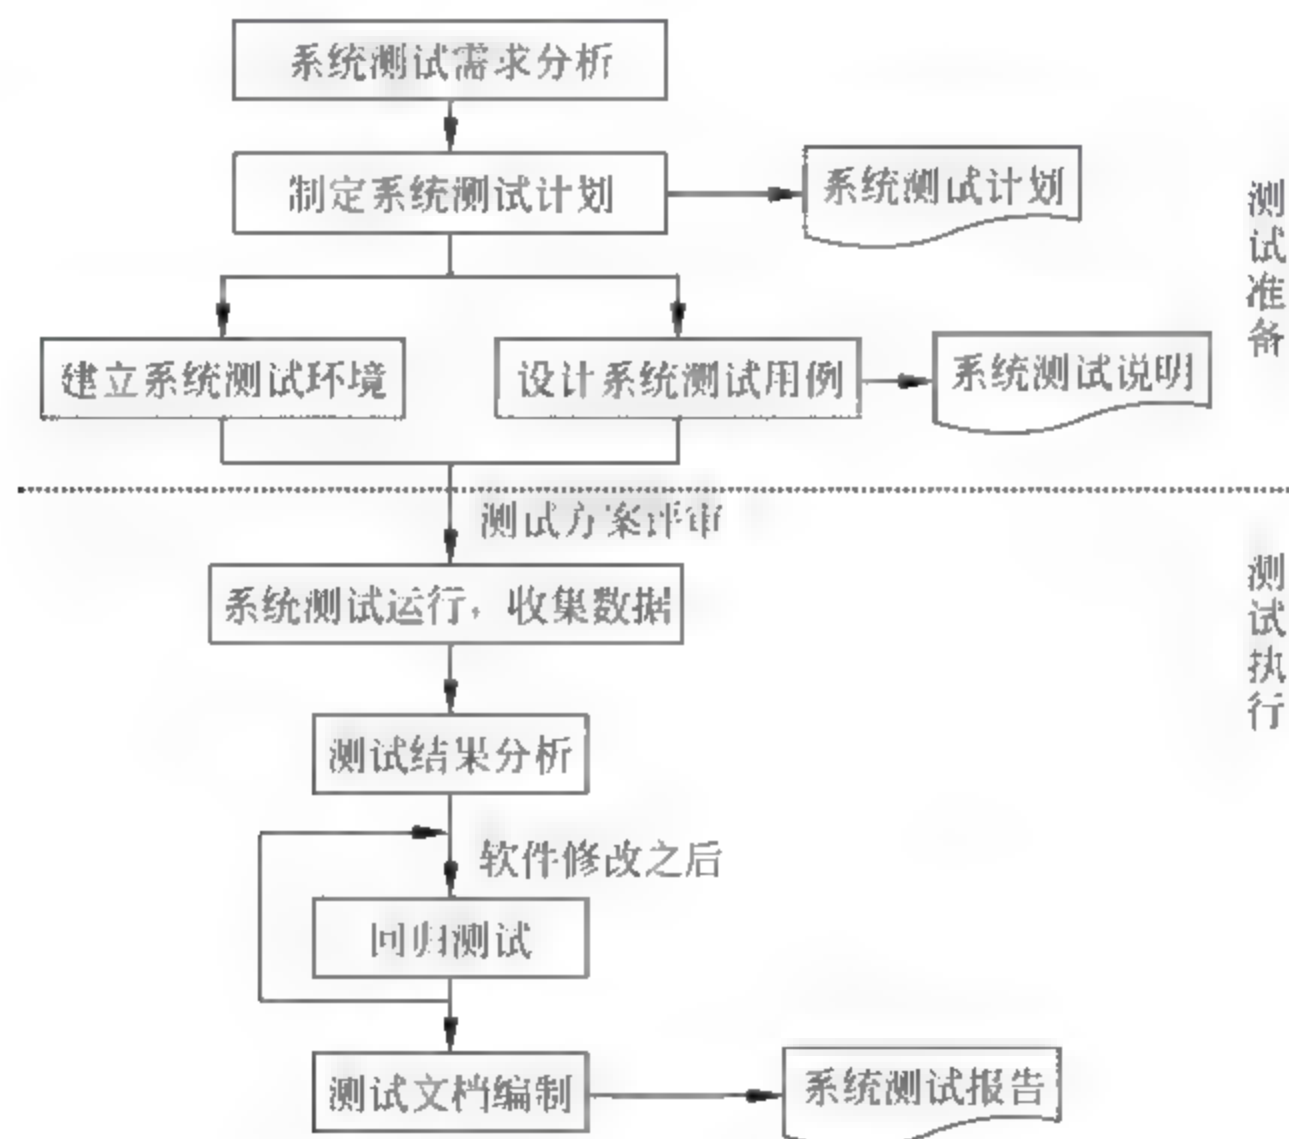 系统测试需求分析
制定系统测试计划
系统测试计划
测试准备
建立系统测试环境
设计系统测试用例
系统测试说明
测试方案评审
系统测试运行，收集数据
测试执行
测试结果分析
软件修改之后
回归测试
测试文档编制
系统测试报告